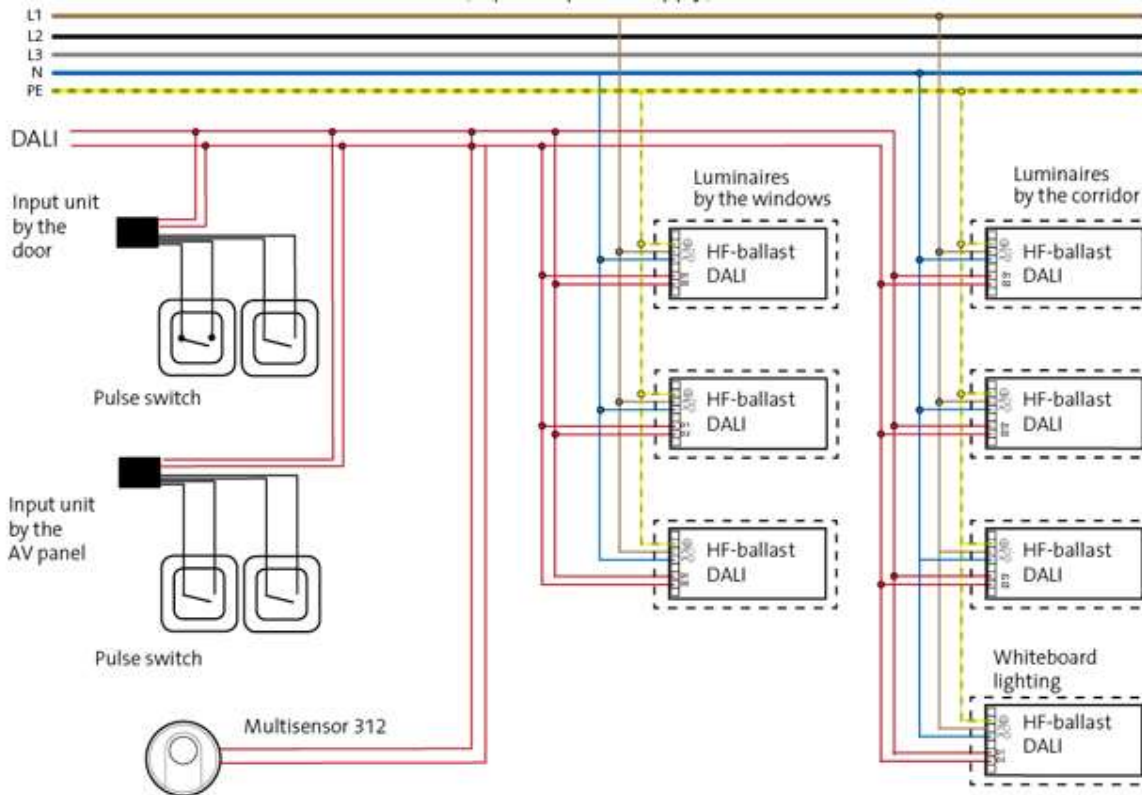 L1
L2
L3
N
PE
DALI
Input unit
by the
door
Pulse switch
Input unit
by the
AV panel
Pulse switch
Multisensor 312
Luminaires
by the windows
HF-ballast
DALI
HF-ballast
DALI
HF-ballast
DALI
Luminaires
by the corridor
HF-ballast
DALI
HF-ballast
DALI
HF-ballast
DALI
Whiteboard
lighting
HF-ballast
DALI